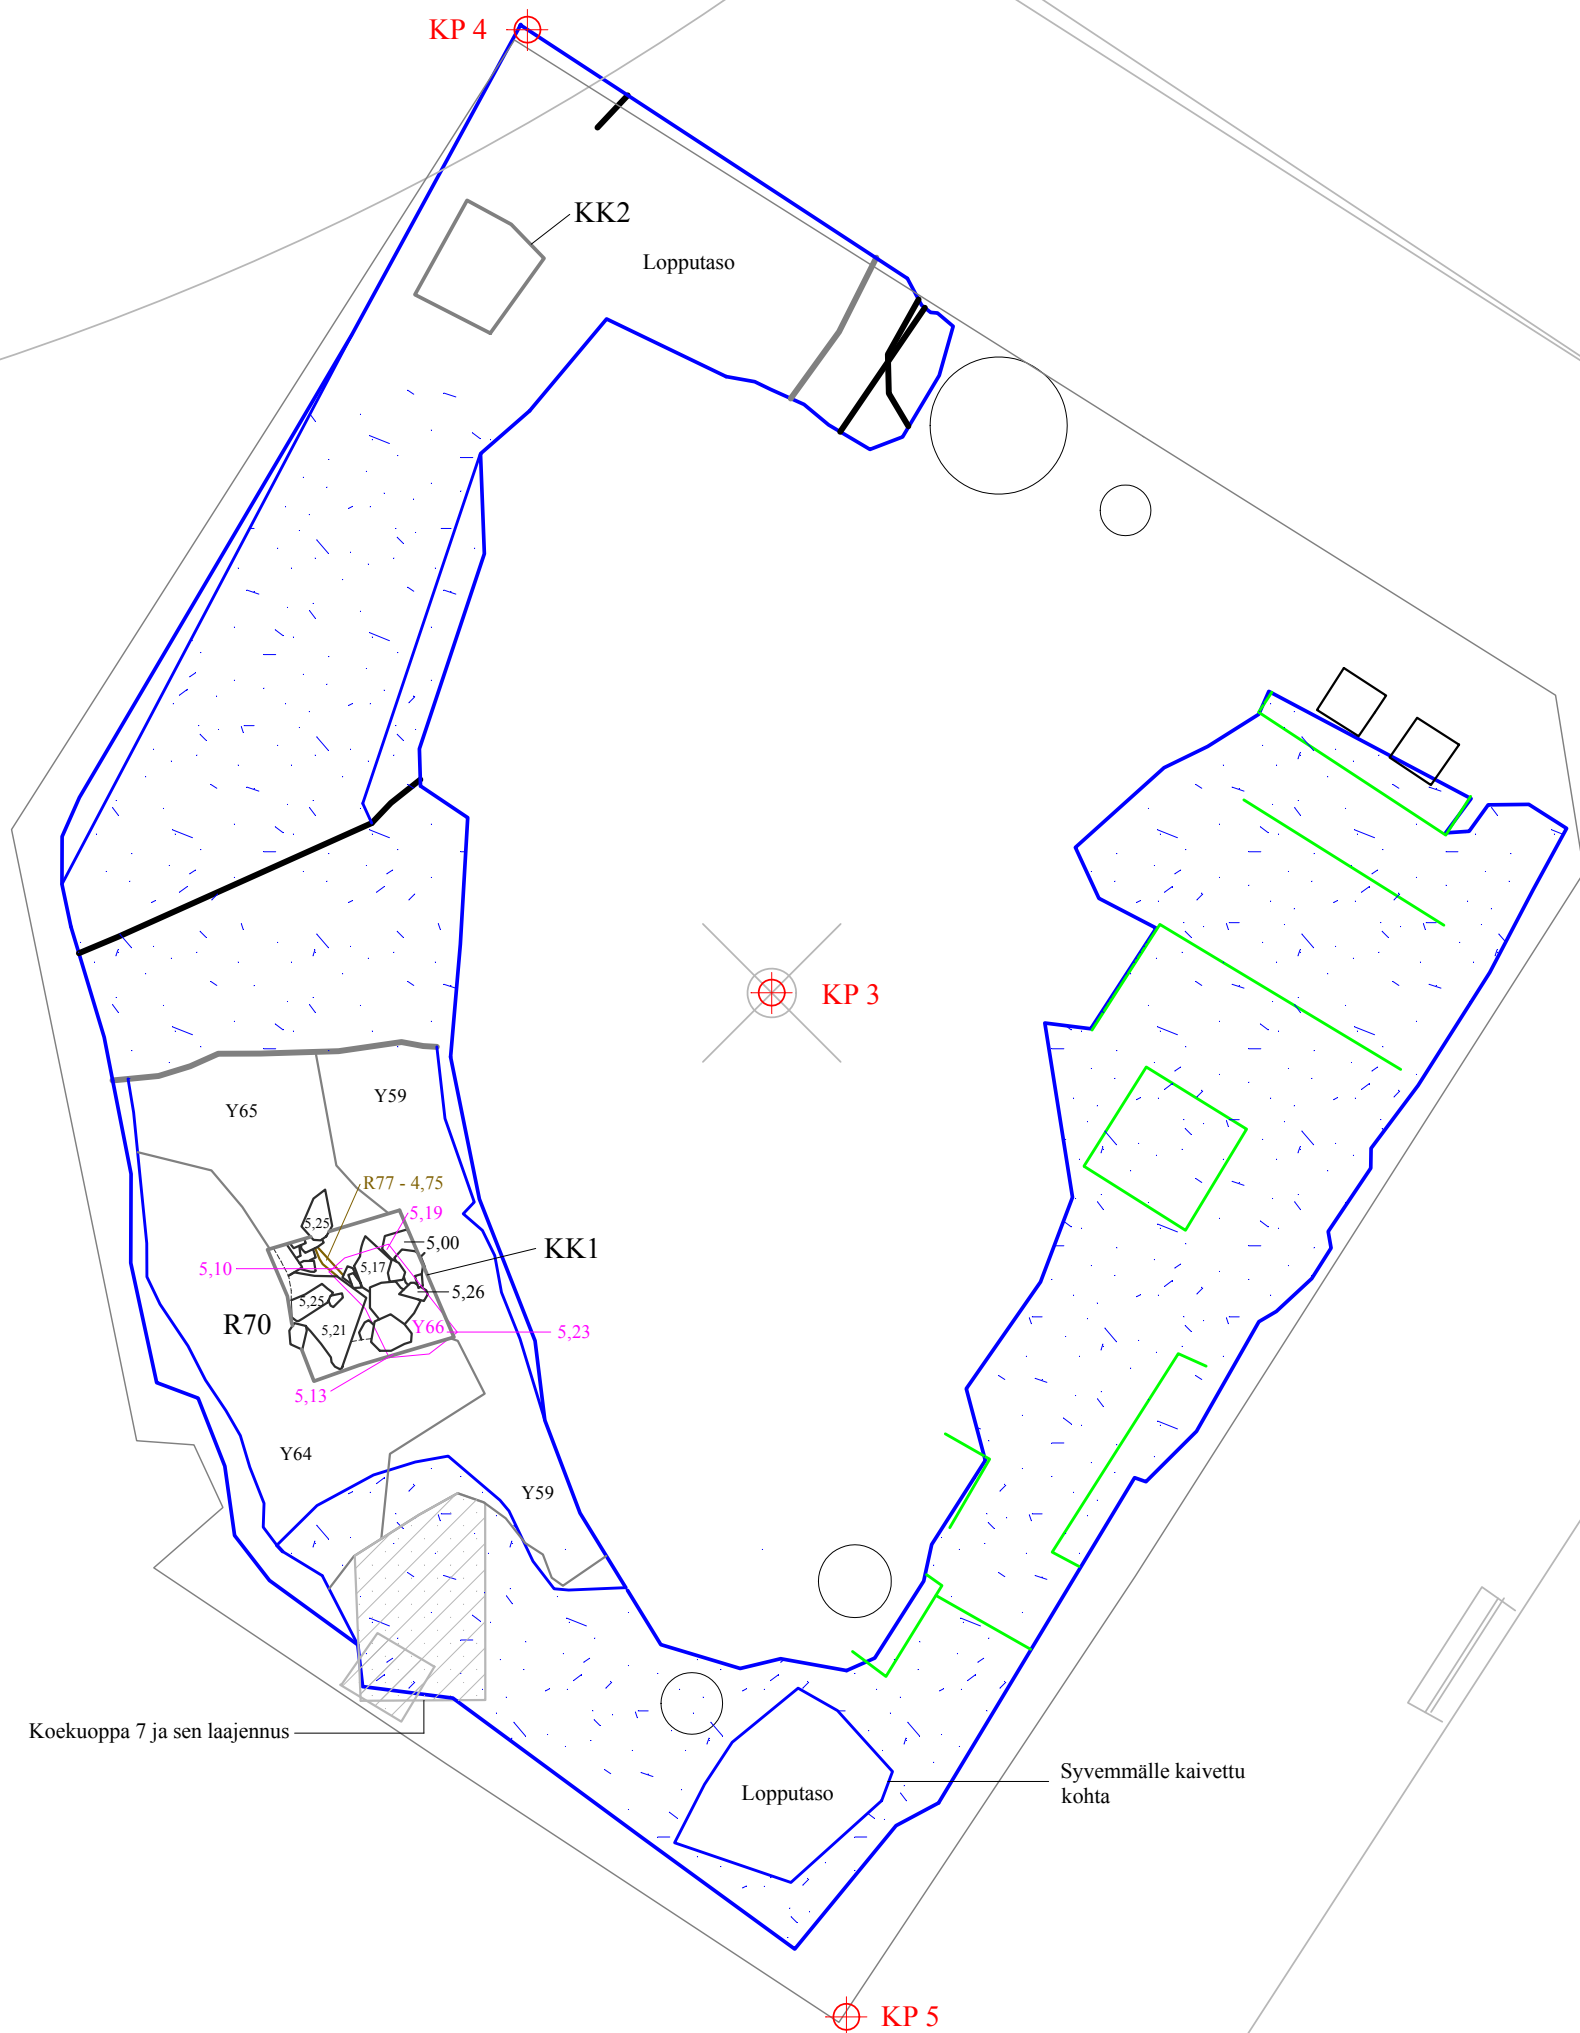 KP 4
KK2
Lopputaso
KP 3
Y65
Y59
R77 - 4,75
5,19
5,25
5,00
KK1
5,10
5,17
5,26
5,25
R70
5,21
Y66
5,23
5,13
Y64
Y59
Koekuoppa 7 ja sen laajennus
Syvemmälle kaivettu
kohta
Lopputaso
KP 5